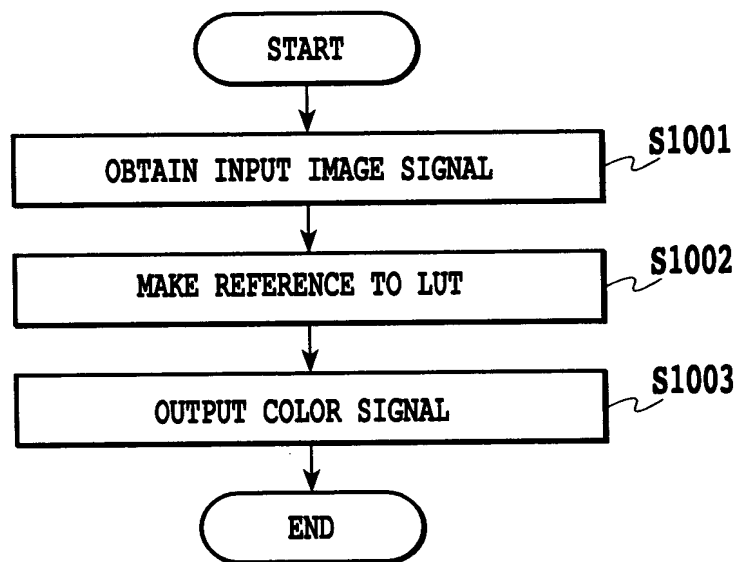 START
OBTAIN INPUT IMAGE SIGNAL
S1001
MAKE REFERENCE TO LUT
S1002
OUTPUT COLOR SIGNAL
S1003
END